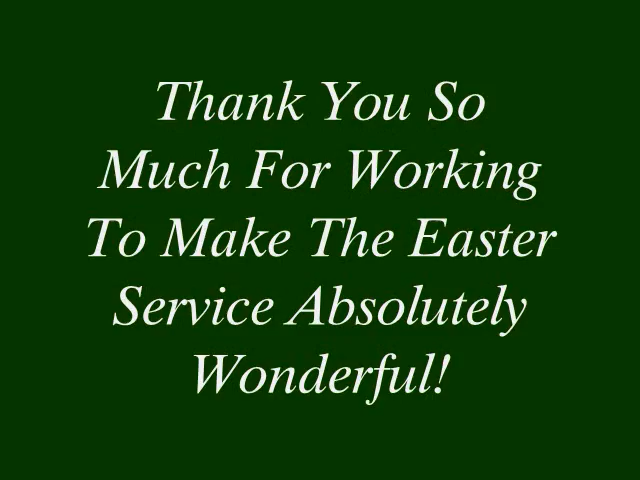 Thank You So
Much For Working
To Make The Easter
Service Absolutely
Wonderful!